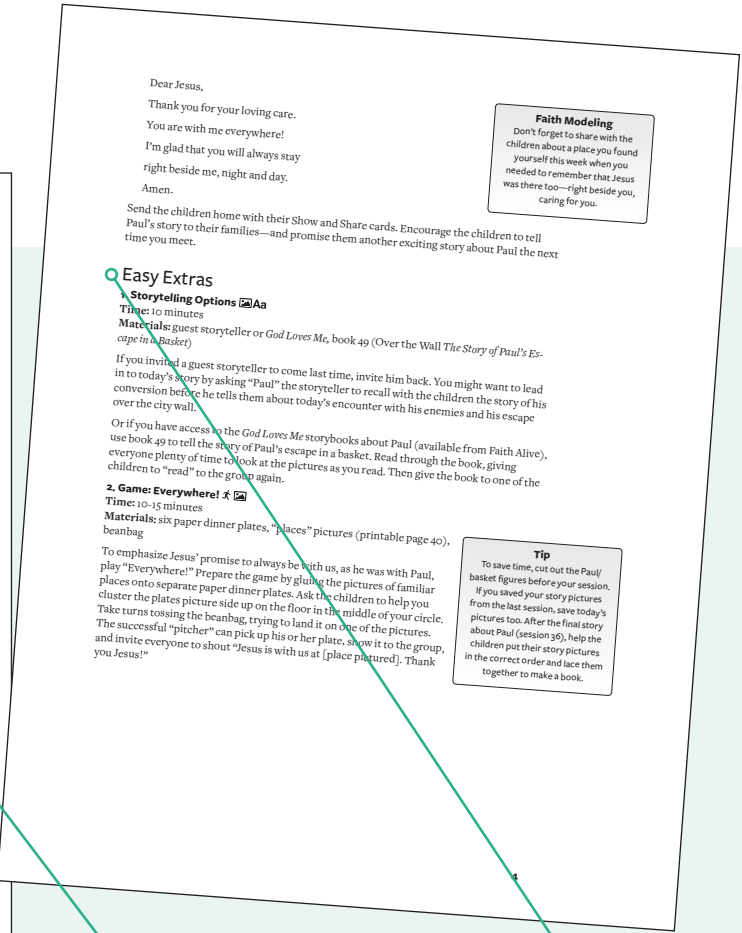 Dear Jesus,
Thank you for your loving care.
You are with me everywhere!
I'm glad that you will always stay
right beside me, night and day.
Amen.
Faith Modeling
Don't forget to share with the
children about a place you found
yourself this week when you
needed to remember that Jesus
was there too—right beside you,
caring for you.
Send the children home with their Show and Share cards. Encourage the children to tell
Paul's story to their families—and promise them another exciting story about Paul the next
time you meet.
Easy Extras
1. Storytelling Options Aa
Time: 10 minutes
Materials: guest storyteller or God Loves Me, book 49 (Over the Wall The Story of Paul's Es-
cape in a Basket)
If you invited a guest storyteller to come last time, invite him back. You might want to lead
in to today's story by asking “Paul” the storyteller to recall with the children the story of his
conversion before he tells them about today's encounter with his enemies and his escape
over the city wall.
Or if you have access to the God Loves Me storybooks about Paul (available from Faith Alive),
use book 49 to tell the story of Paul's escape in a basket. Read through the book, giving
everyone plenty of time to look at the pictures as you read. Then give the book to one of the
children to “read” to the group again.
2. Game: Everywhere!
Time: 10-15 minutes
Materials: six paper dinner plates, “places” pictures (printable page 40),
beanbag
To emphasize Jesus' promise to always be with us, as he was with Paul,
play “Everywhere!” Prepare the game by gluing the pictures of familiar
places onto separate paper dinner plates. Ask the children to help you
cluster the plates picture side up on the floor in the middle of your circle.
Take turns tossing the beanbag, trying to land it on one of the pictures.
The successful “pitcher” can pick up his or her plate, show it to the group,
and invite everyone to shout “Jesus is with us at [place pictured]. Thank
you Jesus!”
Tip
To save time, cut out the Paul/
basket figures before your session.
If you saved your story pictures
from the last session, save today's
pictures too. After the final story
about Paul (session 36), help the
children put their story pictures
in the correct order and lace them
together to make a book.
4